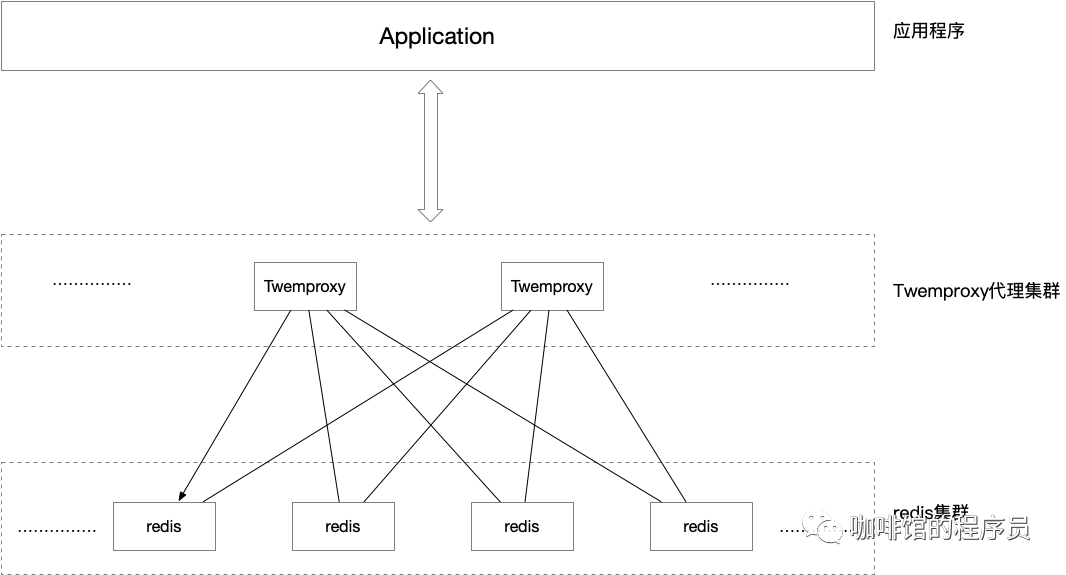 Application
应用程序
Twemproxy
Twemproxy
Twemproxy代理集群
redis
redis
redis
redis
redis集群
咖啡馆的程序员